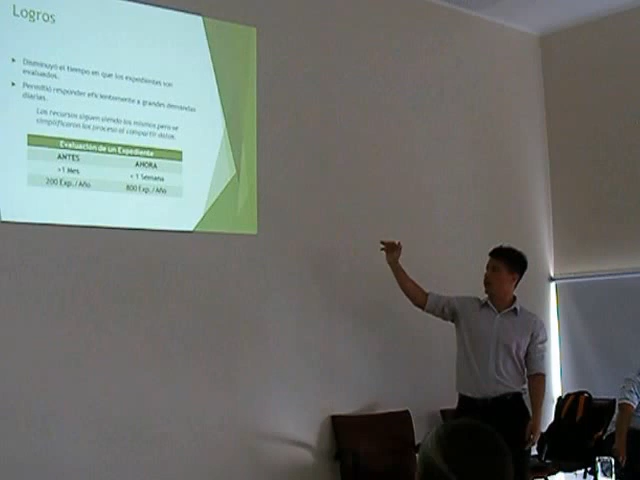 Logros
Disminuyó el tiempo en que los expedientes son
evaluados.
Permitió responder eficientemente a grandes demandas
diarias.
Los recursos siguen siendo los mismos pero se
simplificaron los proceso al compartir datos.
Evaluación de un Expediente
ANTES AHORA
>1 Mes < 1 Semana
200 Exp./Año 800 Exp./Año